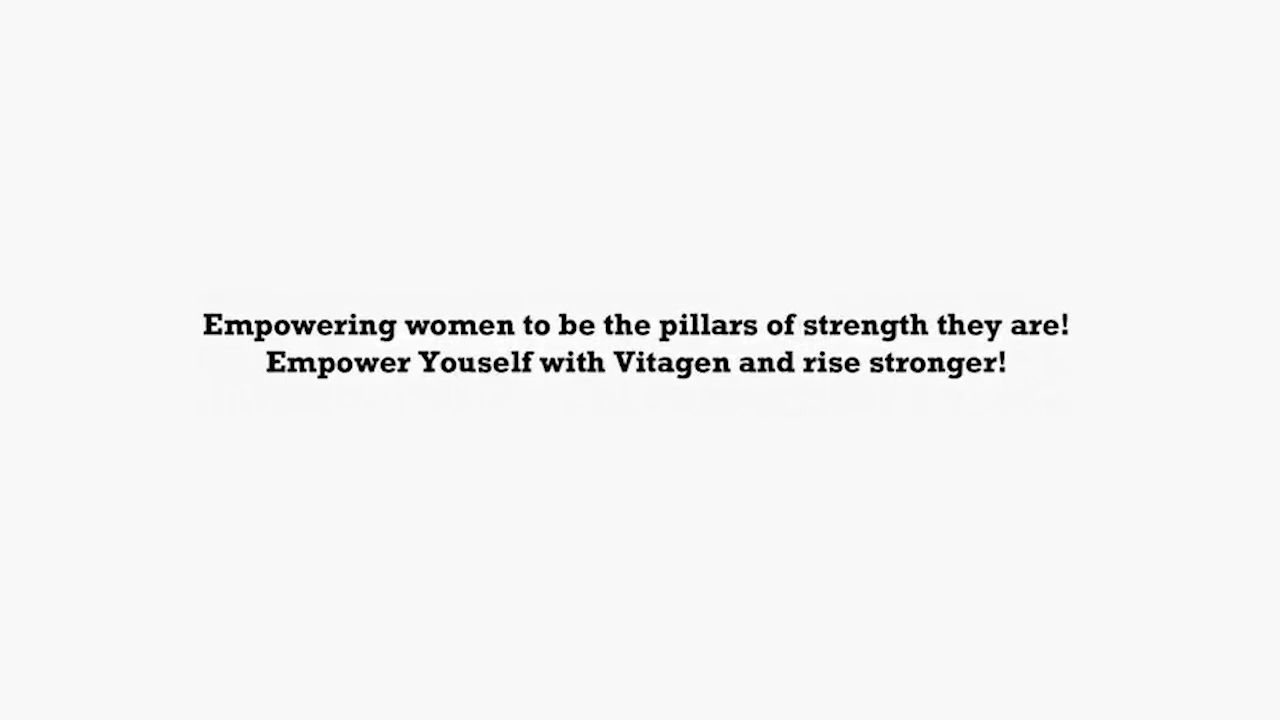 Empowering women to be the pillars of strength they are!
Empower Youself with Vitagen and rise stronger!